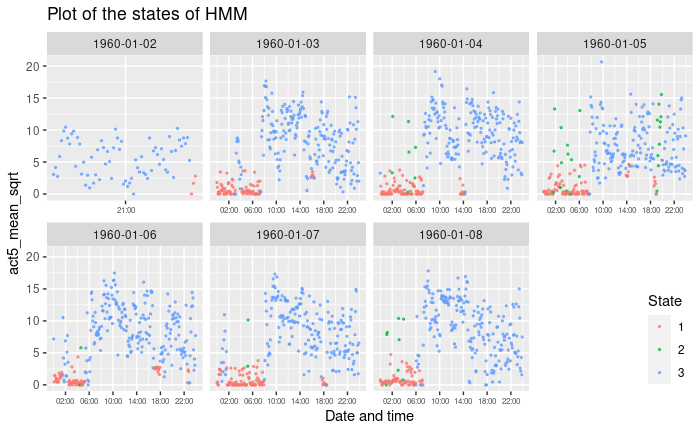 Plot of the states of HMM
1960-01-02 1960-01-03 1960-01-04 1960-01-05
20
15
10
5
0
21:00 02:00 06:00 10:00 14:00 18:00 22:00 02:00 06:00 10:00 14:00 18:00 22:00 02:00 06:00 10:00 14:00 18:00 22:00
act5_mean_sqrt
1960-01-06 1960-01-07 1960-01-08
20
15
10
5
0
02:00 06:00 10:00 14:00 18:00 22:00 02:00 06:00 10:00 14:00 18:00 22:00 02:00 06:00 10:00 14:00 18:00 22:00
Date and time
State
1
2
3